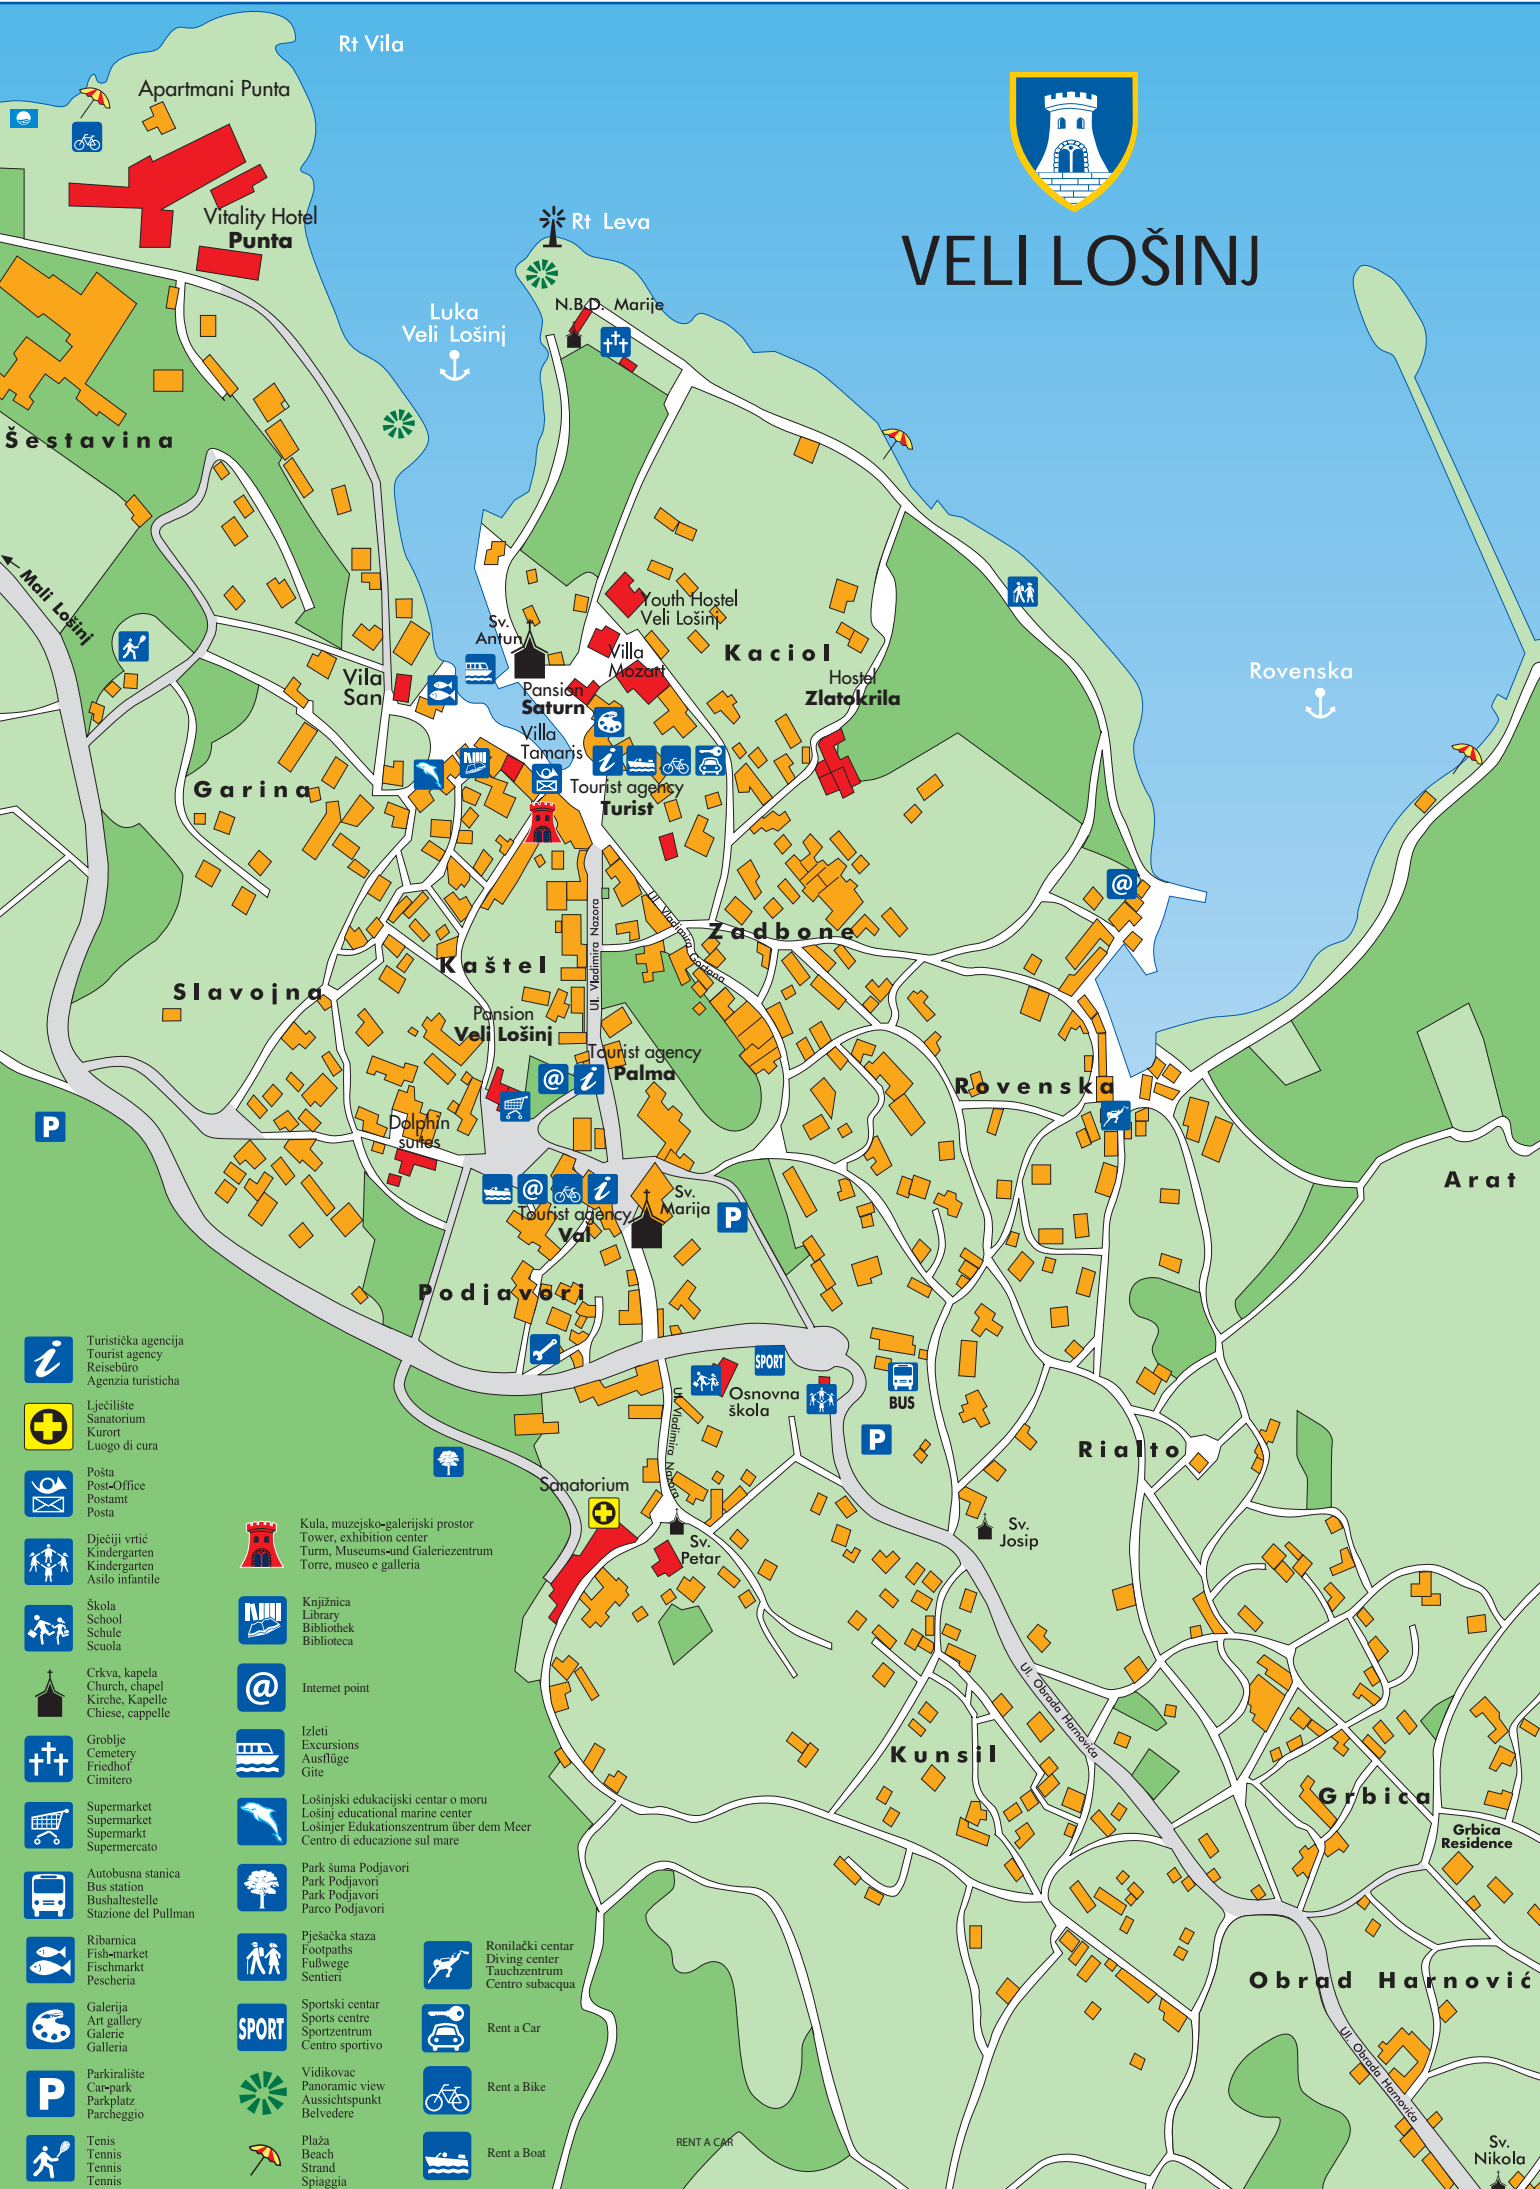 Rt Vila
Apartmani Punta
Vitality Hotel
Punta
Rt Leva
VELI LOŠINJ
N.B.D. Marije
Luka
Veli Lošinj
Šestavina
Mali Lošinj
Youth Hostel
Veli Lošinj
Sv.
Antun
Villa
Mozart
Kaciol
Hostel
Zlatokrila
Rovenska
Vila
San
Pansion
Saturn
Villa
Tamaris
i
Tourist agency
Turist
Garina
@
Ul. Vladimira Nazora
Ul. Vladimira Gortana
Zadbone
Kaštel
Slavojna
Pansion
Veli Lošinj
Tourist agency
Palma
@
i
Rovenska
P
Dolphin
suites
Arat
@
i
Tourist agency
Val
Sv.
Marija
P
Podjavori
SPORT
Osnovna
škola
BUS
P
Ul. Vladimira Nazora
Rialto
Sanatorium
Sv.
Petar
Sv.
Josip
Ul. Obrada Harnovića
Kunsil
Grbica
Grbica
Residence
Obrad Harnović
Ul. Obrada Harnovića
Sv.
Nikola
RENT A CAR
i
Turistička agencija
Tourist agency
Reisebüro
Agenzia turisticha
Lječilište
Sanatorium
Kurort
Luogo di cura
Pošta
Post-Office
Postamt
Posta
Dječiji vrtić
Kindergarten
Kindergarten
Asilo infantile
Škola
School
Schule
Scuola
Crkva, kapela
Church, chapel
Kirche, Kapelle
Chiese, cappelle
Groblje
Cemetery
Friedhof
Cimitero
Supermarket
Supermarket
Supermarkt
Supermercato
Autobusna stanica
Bus station
Bushaltestelle
Stazione del Pullman
Ribarnica
Fish-market
Fischmarkt
Pescheria
Galerija
Art gallery
Galerie
Galleria
P
Parkiralište
Car-park
Parkplatz
Parcheggio
Tenis
Tennis
Tennis
Tennis
Kula, muzejsko-galerijski prostor
Tower, exhibition center
Turm, Museums-und Galeriezentrum
Torre, museo e galleria
Knjižnica
Library
Bibliothek
Biblioteca
@
Internet point
Izleti
Excursions
Ausflüge
Gite
Lošinjski edukacijski centar o moru
Lošinj educational marine center
Lošinjer Edukationszentrum über dem Meer
Centro di educazione sul mare
Park šuma Podjavori
Park Podjavori
Park Podjavori
Parco Podjavori
Pješačka staza
Footpaths
Fußwege
Sentieri
SPORT
Sportski centar
Sports centre
Sportzentrum
Centro sportivo
Vidikovac
Panoramic view
Aussichtspunkt
Belvedere
Plaža
Beach
Strand
Spiaggia
Ronilački centar
Diving center
Tauchzentrum
Centro subacqua
Rent a Car
Rent a Bike
Rent a Boat